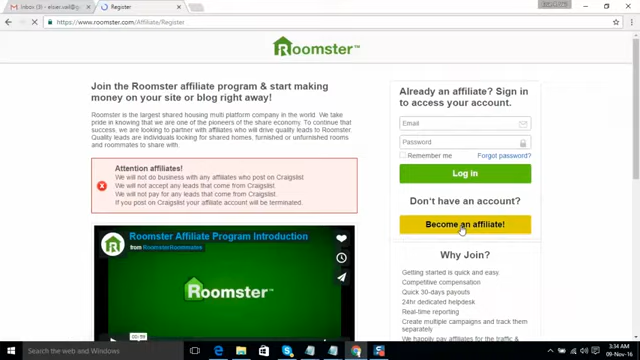 Register
https://www.roomster.com/Affiliate/Register
Roomster™
Join the Roomster affiliate program & start making
money on your site or blog right away!
Roomster is the largest shared housing multi platform company in the world. We take
pride in knowing that we are one of the pioneers of the share economy. To continue that
success, we are looking to partner with affiliates who will drive quality leads to Roomster.
Quality leads are individuals looking for shared homes, furnished or unfurnished rooms
and roommates to share with.
Attention affiliates!
We will not do business with any affiliates who post on Craigslist.
We will not accept any leads that come from Craigslist.
We will not pay for any leads that come from Craigslist.
If you post on Craigslist your affiliate account will be terminated.
Roomster Affiliate Program Introduction
from RoomsterRoommates
Roomster
Already an affiliate? Sign in
to access your account.
Email
Password
Remember me
Forgot password?
Log in
Don't have an account?
Become an affiliate!
Why Join?
Getting started is quick and easy
Competitive compensation
Quick 30-days payouts
24hr dedicated helpdesk
Real-time reporting
Create multiple campaigns and track them
separately
We happily pay affiliates for the traffic &
Search the web and Windows
3:34 AM
09-Nov-16